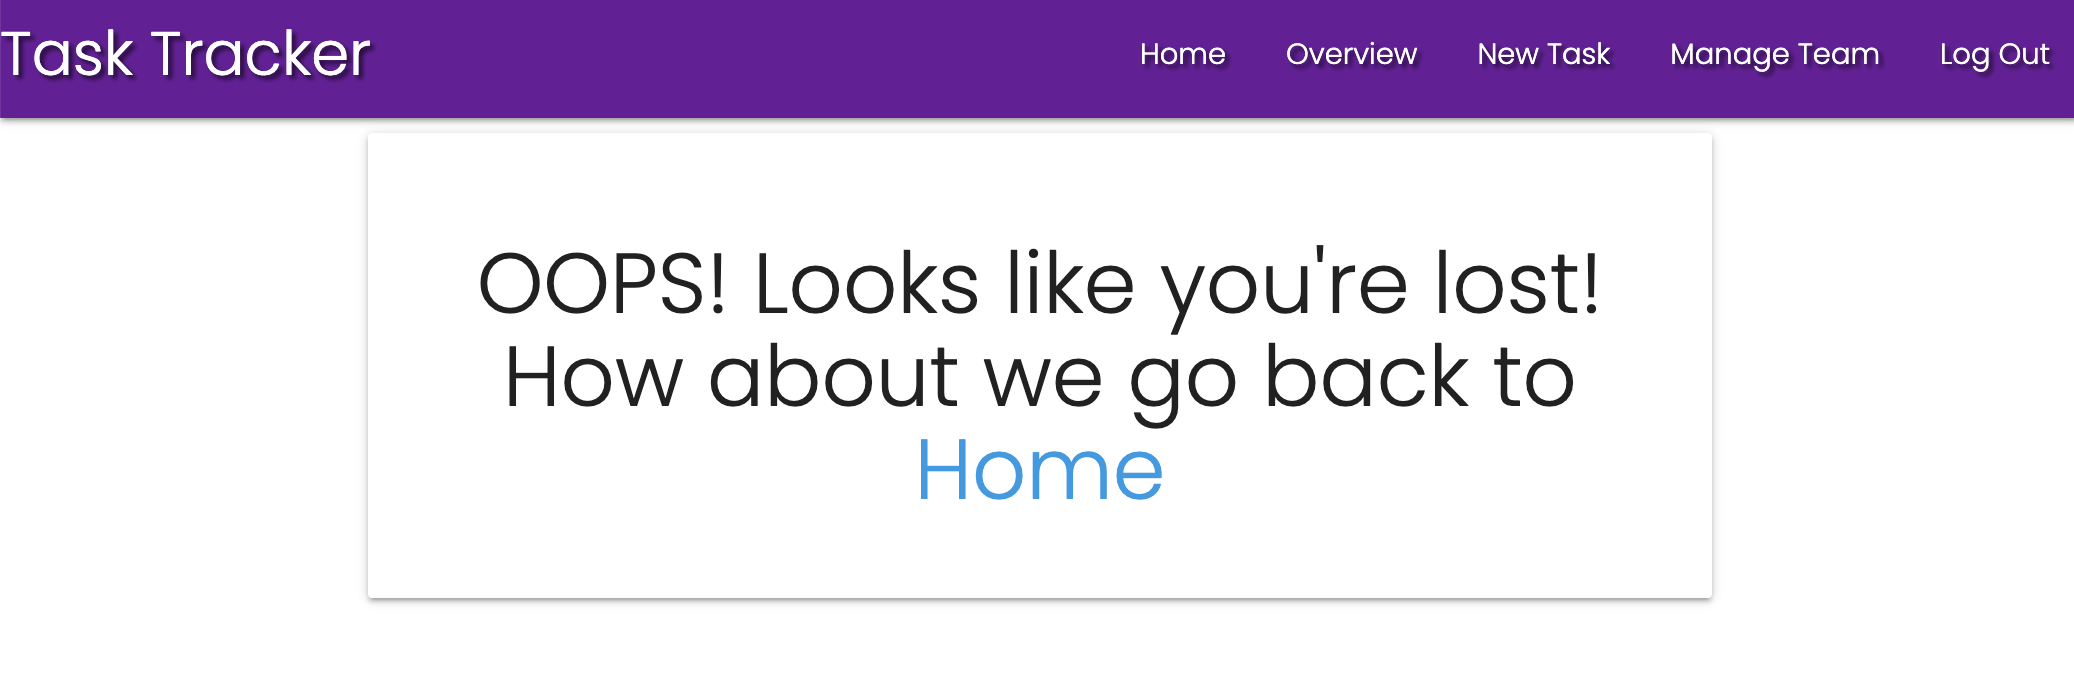 Task Tracker
Home Overview New Task Manage Team Log Out
OOPS! Looks like you're lost!
How about we go back to
Home